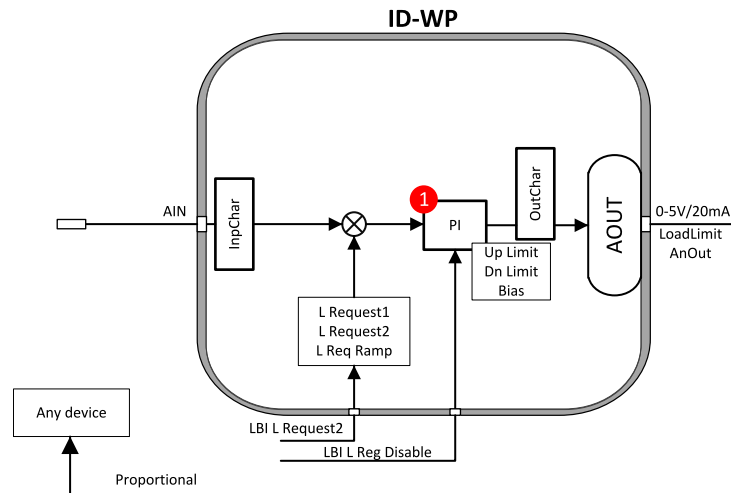 ID-WP
AIN
InpChar
1
PI
OutChar
AOUT
0-5V/20mA
LoadLimit
AnOut
Up Limit
Dn Limit
Bias
L Request1
L Request2
L Req Ramp
Any device
LBI L Request2
LBI L Reg Disable
Proportional